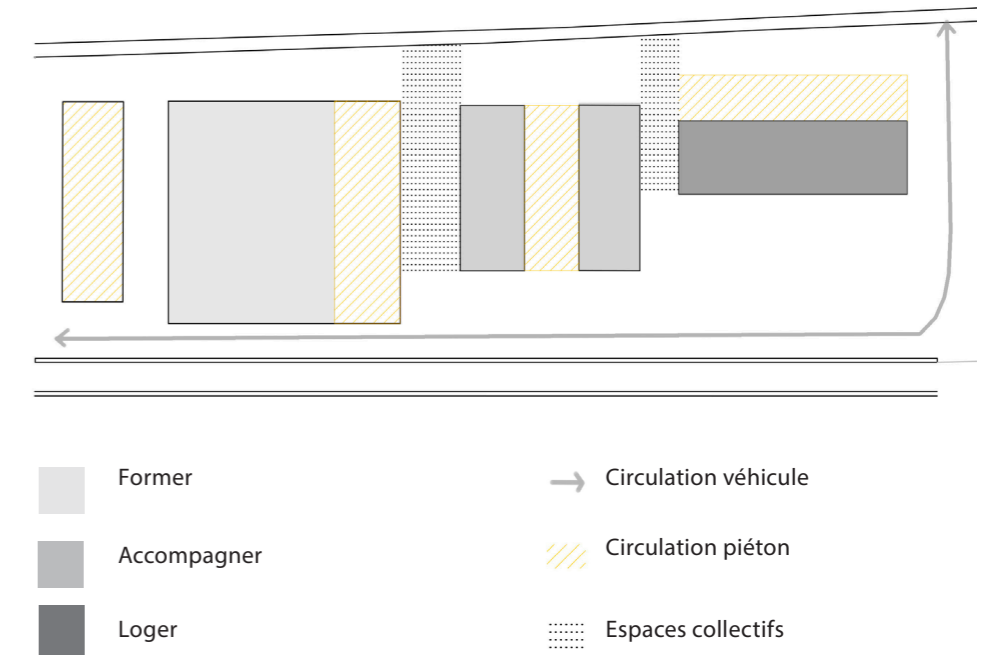 Former
Accompagner
Loger
Circulation véhicule
Circulation piéton
Espaces collectifs